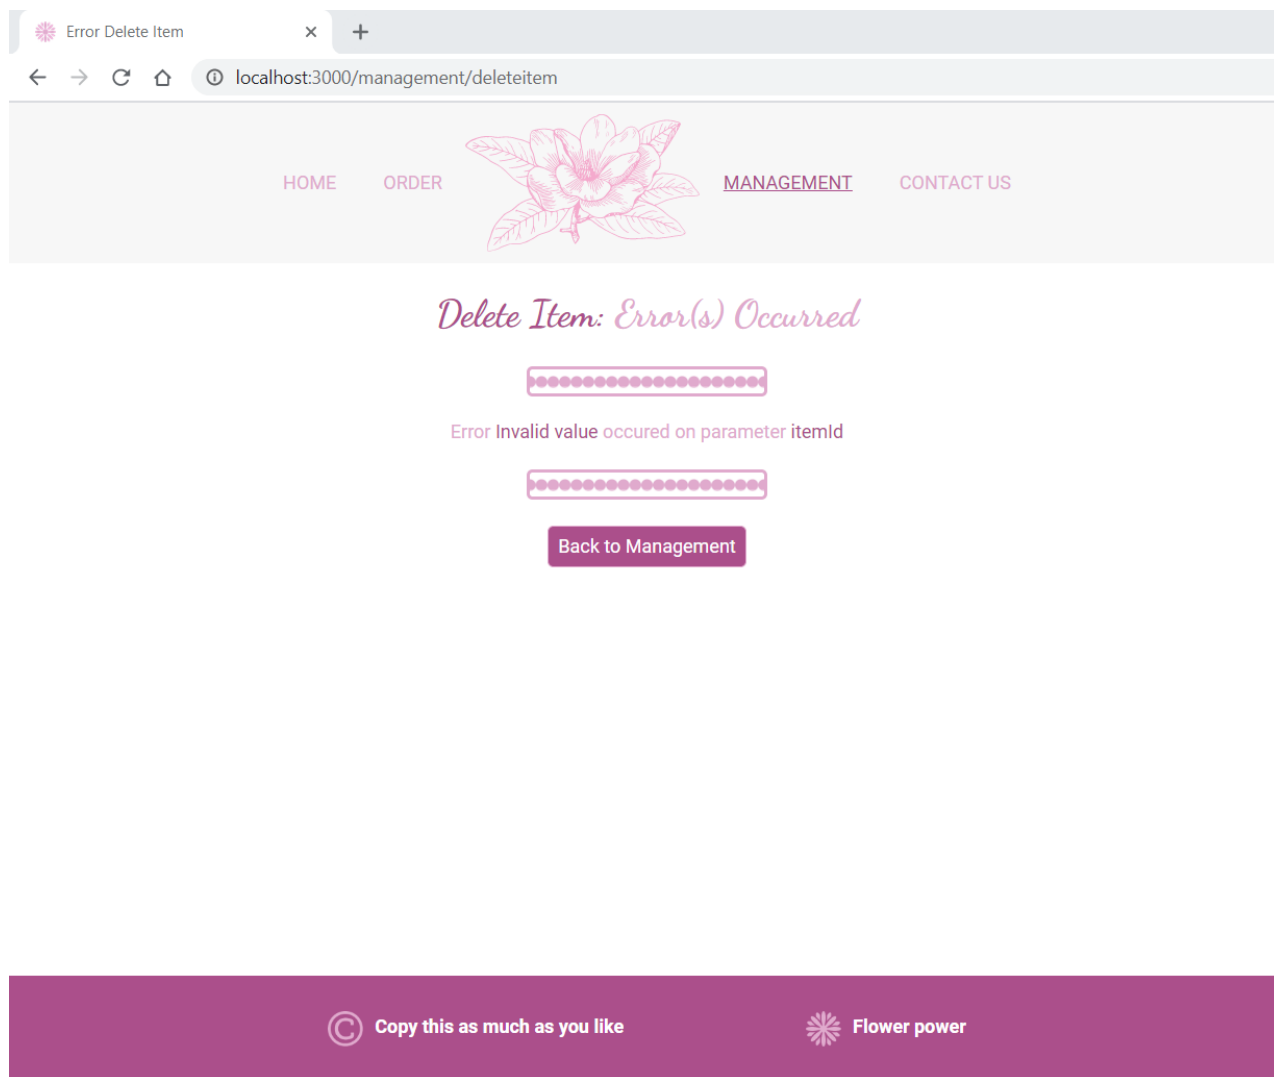 Error Delete Item
localhost:3000/management/deleteitem
HOME ORDER MANAGEMENT CONTACT US
Delete Item: Error(s) Occurred
Error Invalid value occured on parameter itemId
Back to Management
Copy this as much as you like Flower power